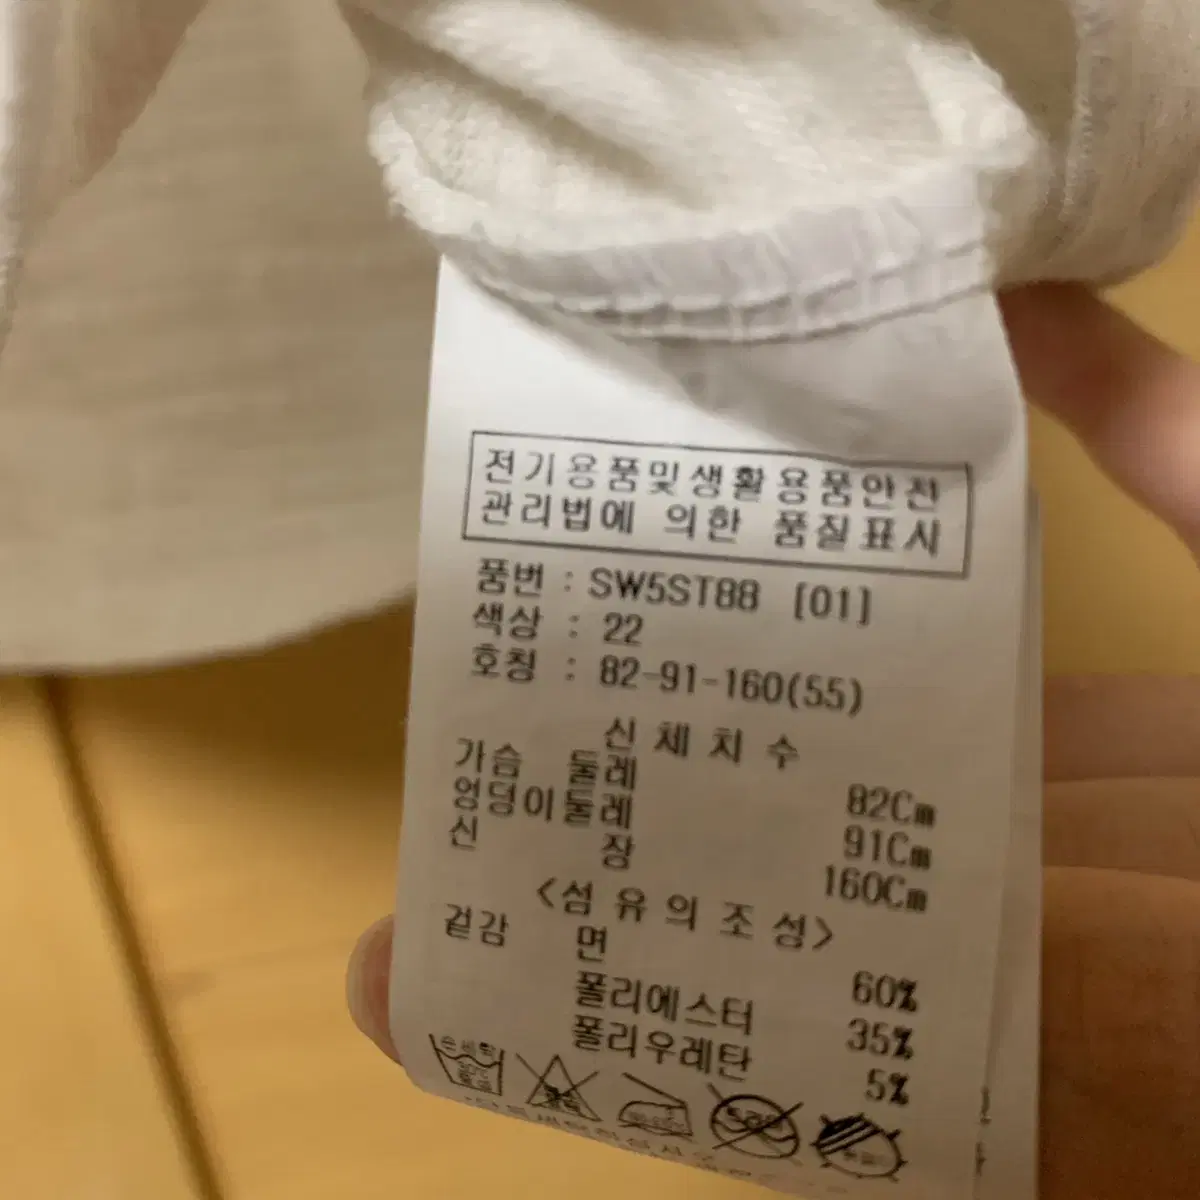 전기용품및생활용품안전
관리법에 의한 품질표시
품번 : SW5ST88 [01]
색상 : 22
호칭 : 82-91-160(55)
신 체 치 수
가슴 둘레 82Cm
엉덩이둘레 91Cm
신 장 160Cm
<섬 유 의 조 성>
겉감 면 60%
폴리에스터 35%
폴리우레탄 5%
손세탁